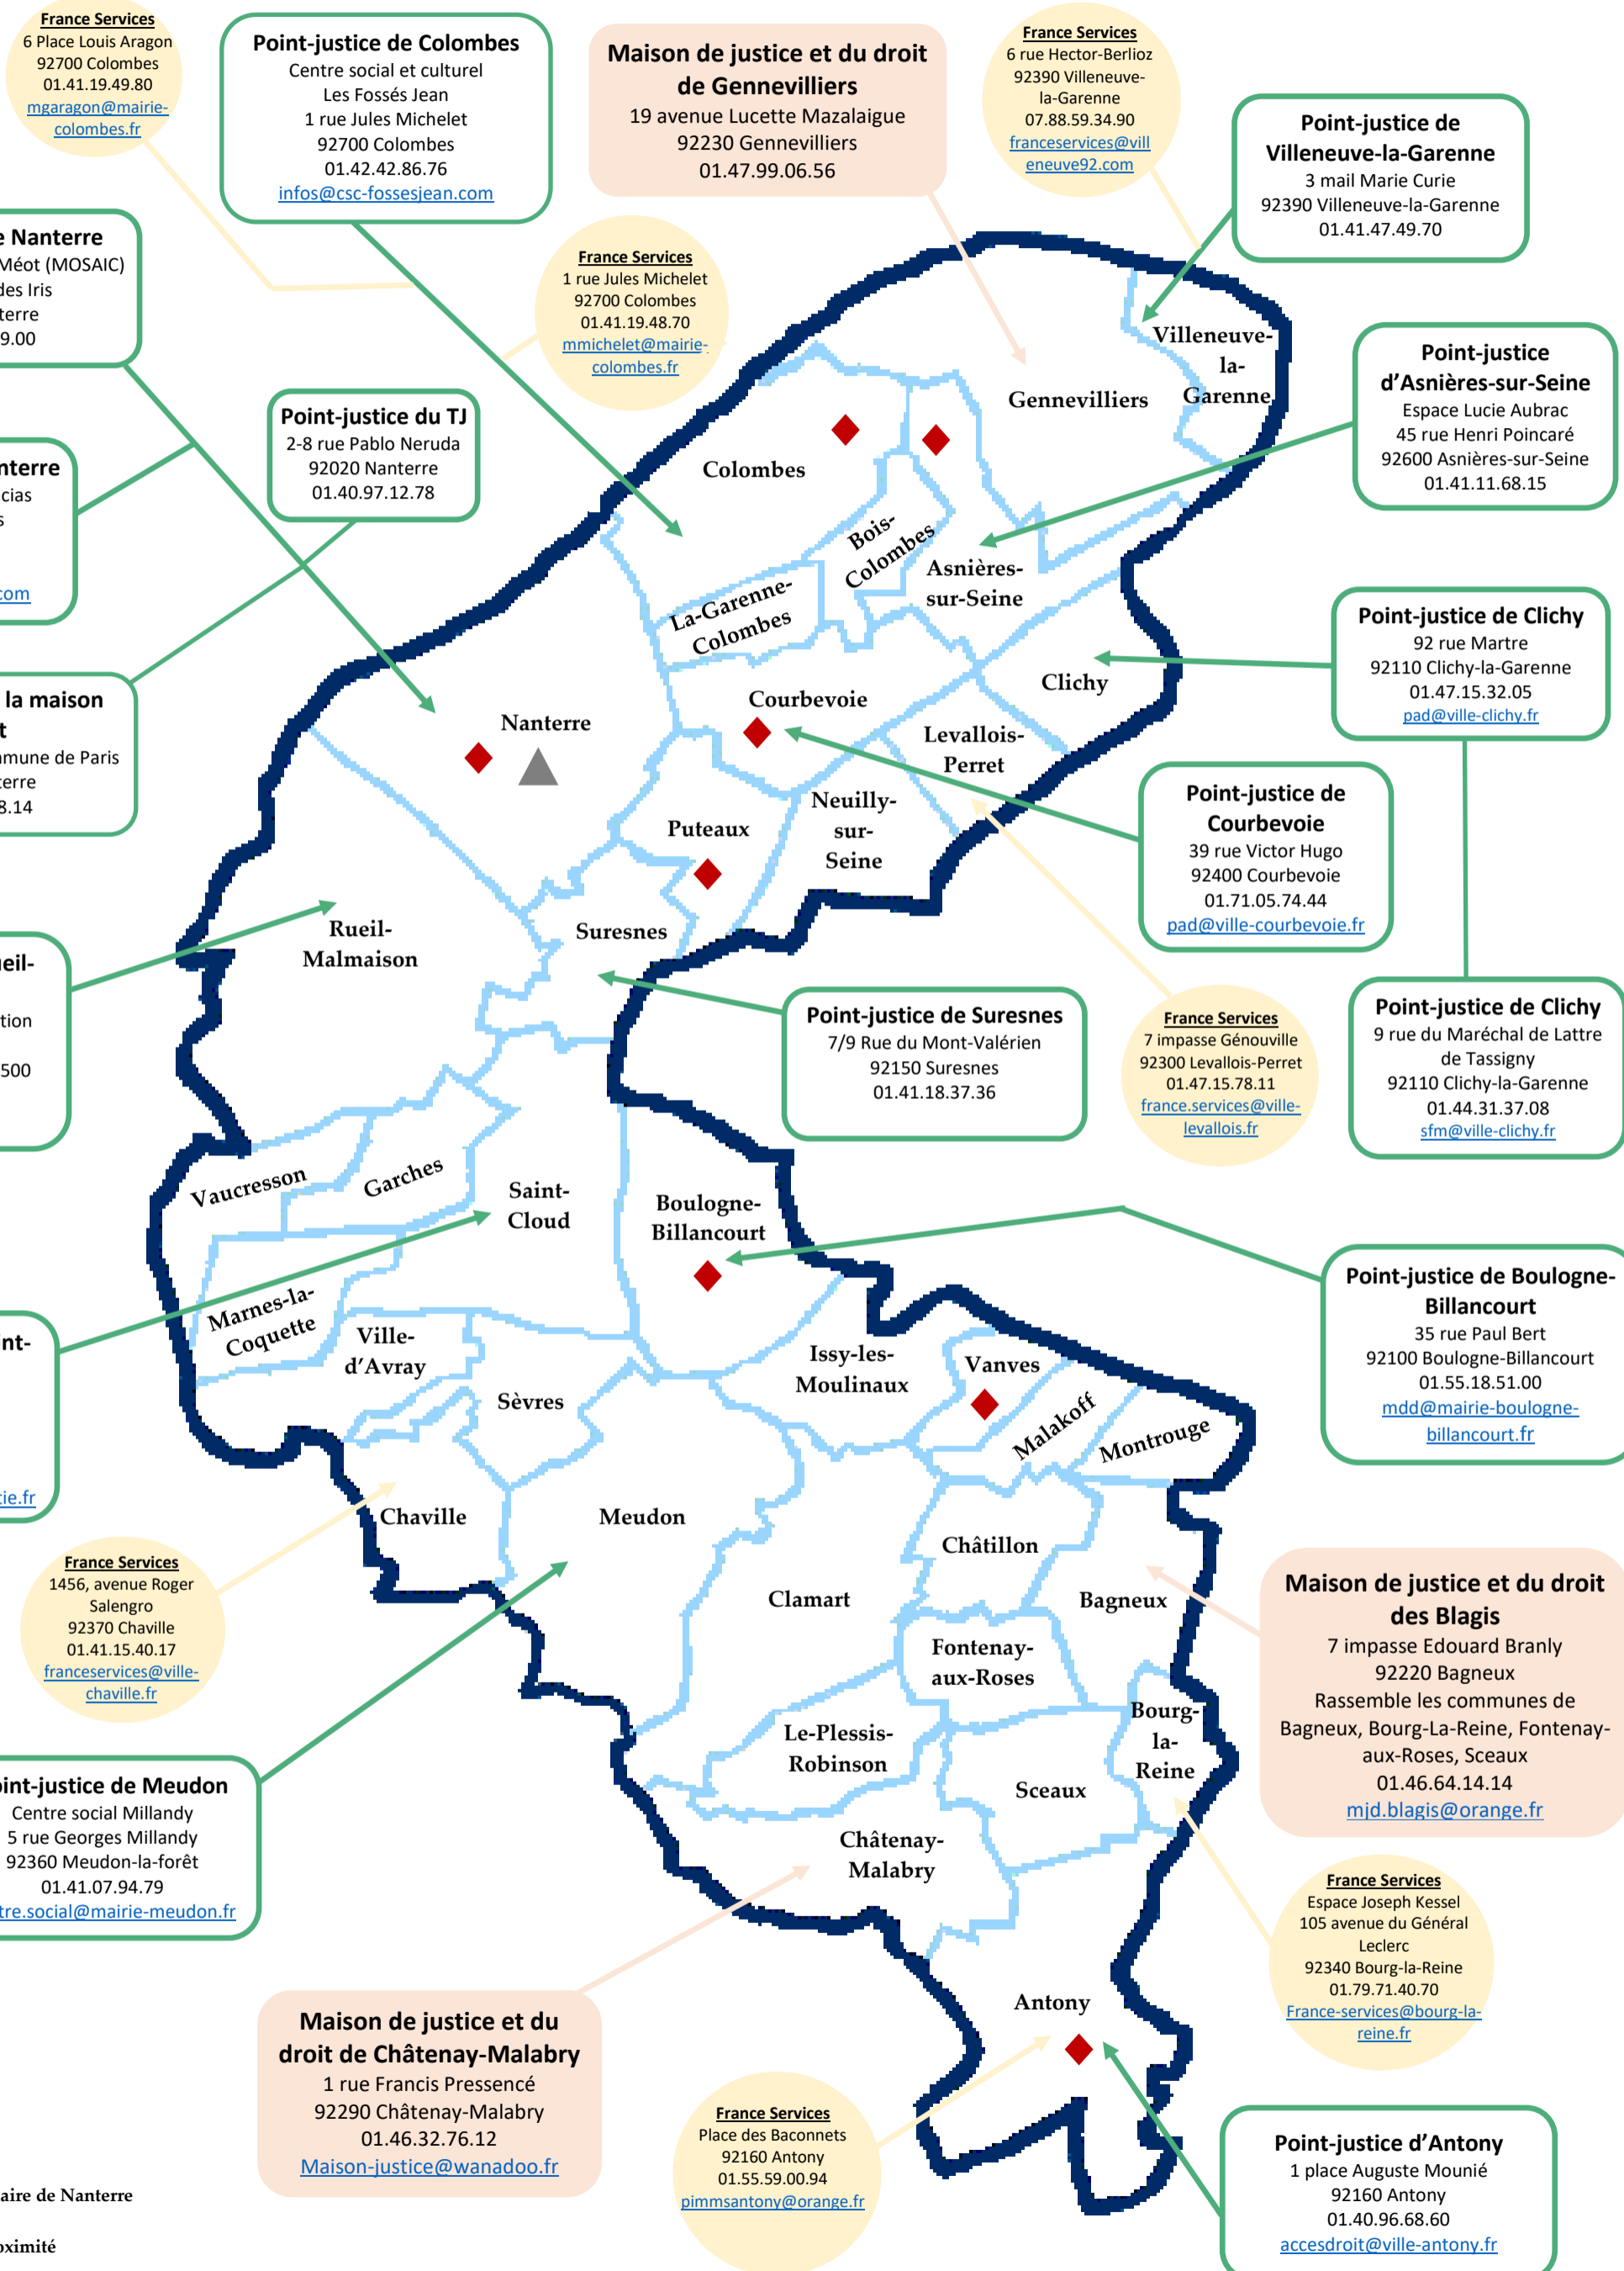 France Services
6 Place Louis Aragon
92700 Colombes
01.41.19.49.80
mgaragon@mairie-
colombes.fr
Point-justice de Colombes
Centre social et culturel
Les Fossés Jean
1 rue Jules Michelet
92700 Colombes
01.42.42.86.76
infos@csc-fossesjean.com
Maison de justice et du droit
de Gennevilliers
19 avenue Lucette Mazalaigue
92230 Gennevilliers
01.47.99.06.56
France Services
6 rue Hector-Berlioz
92390 Villeneuve-
la-Garenne
07.88.59.34.90
franceservices@vill
eneuve92.com
Point-justice de
Villeneuve-la-Garenne
3 mail Marie Curie
92390 Villeneuve-la-Garenne
01.41.47.49.70
e Nanterre
Méot (MOSAIC)
des Iris
terre
9.00
France Services
1 rue Jules Michelet
92700 Colombes
01.41.19.48.70
mmichelet@mairie-
colombes.fr
Point-justice du TJ
2-8 rue Pablo Neruda
92020 Nanterre
01.40.97.12.78
Point-justice
d’Asnières-sur-Seine
Espace Lucie Aubrac
45 rue Henri Poincaré
92600 Asnières-sur-Seine
01.41.11.68.15
nterre
cias
s
com
Villeneuve-
la-
Garenne
Gennevilliers
Colombes
Bois-
Colombes
Asnières-
sur-Seine
La-Garenne-
Colombes
Clichy
Courbevoie
Nanterre
Levallois-
Perret
Neuilly-
sur-
Seine
Puteaux
Suresnes
Rueil-
Malmaison
Point-justice de Clichy
92 rue Martre
92110 Clichy-la-Garenne
01.47.15.32.05
pad@ville-clichy.fr
la maison
t
mmune de Paris
terre
8.14
Point-justice de
Courbevoie
39 rue Victor Hugo
92400 Courbevoie
01.71.05.74.44
pad@ville-courbevoie.fr
eil-
tion
500
Point-justice de Suresnes
7/9 Rue du Mont-Valérien
92150 Suresnes
01.41.18.37.36
France Services
7 impasse Génouville
92300 Levallois-Perret
01.47.15.78.11
france.services@ville-
levallois.fr
Point-justice de Clichy
9 rue du Maréchal de Lattre
de Tassigny
92110 Clichy-la-Garenne
01.44.31.37.08
sfm@ville-clichy.fr
Vaucresson
Garches
Saint-
Cloud
Boulogne-
Billancourt
Marnes-la-
Coquette
Ville-
d’Avray
Sèvres
Issy-les-
Moulinaux
Vanves
Malakoff
Montrouge
Point-justice de Boulogne-
Billancourt
35 rue Paul Bert
92100 Boulogne-Billancourt
01.55.18.51.00
mdd@mairie-boulogne-
billancourt.fr
int-
tie.fr
Chaville
Meudon
Châtillon
Clamart
Bagneux
Fontenay-
aux-Roses
Bourg-
la-
Reine
Le-Plessis-
Robinson
Sceaux
Châtenay-
Malabry
Antony
France Services
1456, avenue Roger
Salengro
92370 Chaville
01.41.15.40.17
franceservices@ville-
chaville.fr
Maison de justice et du droit
des Blagis
7 impasse Edouard Branly
92220 Bagneux
Rassemble les communes de
Bagneux, Bourg-La-Reine, Fontenay-
aux-Roses, Sceaux
01.46.64.14.14
mjd.blagis@orange.fr
oint-justice de Meudon
Centre social Millandy
5 rue Georges Millandy
92360 Meudon-la-forêt
01.41.07.94.79
tre.social@mairie-meudon.fr
France Services
Espace Joseph Kessel
105 avenue du Général
Leclerc
92340 Bourg-la-Reine
01.79.71.40.70
France-services@bourg-la-
reine.fr
Maison de justice et du
droit de Châtenay-Malabry
1 rue Francis Pressencé
92290 Châtenay-Malabry
01.46.32.76.12
Maison-justice@wanadoo.fr
France Services
Place des Baconnets
92160 Antony
01.55.59.00.94
pimmsantony@orange.fr
Point-justice d’Antony
1 place Auguste Mounié
92160 Antony
01.40.96.68.60
accesdroit@ville-antony.fr
aire de Nanterre
oximité